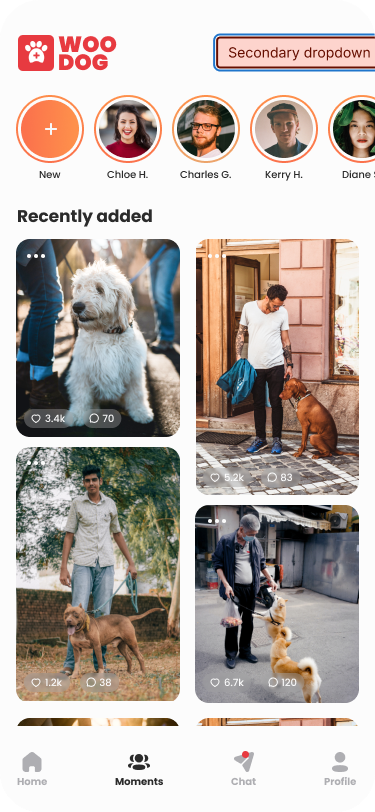 WOO
DOG
Secondary dropdown
New
Chloe H.
Charles G.
Kerry H.
Diane
Recently added
3.4k
70
5.2k
83
1.2k
38
6.7k
120
Home
Moments
Chat
Profile